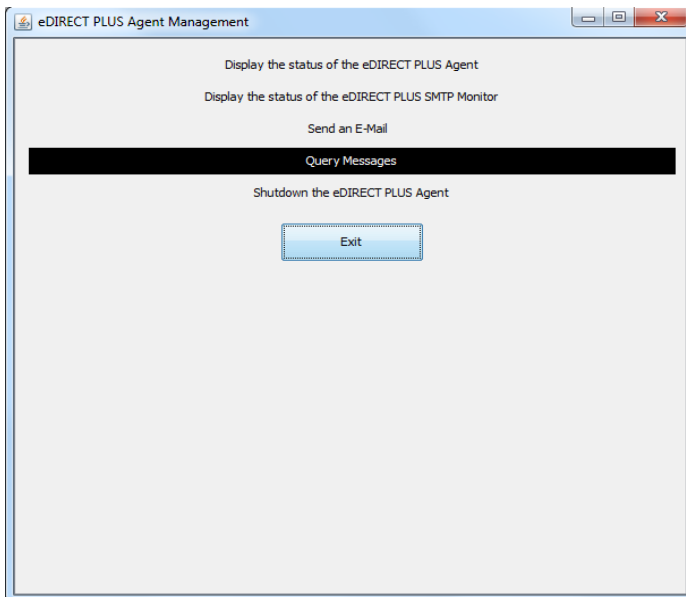 eDIRECT PLUS Agent Management
Display the status of the eDIRECT PLUS Agent
Display the status of the eDIRECT PLUS SMTP Monitor
Send an E-Mail
Query Messages
Shutdown the eDIRECT PLUS Agent
Exit